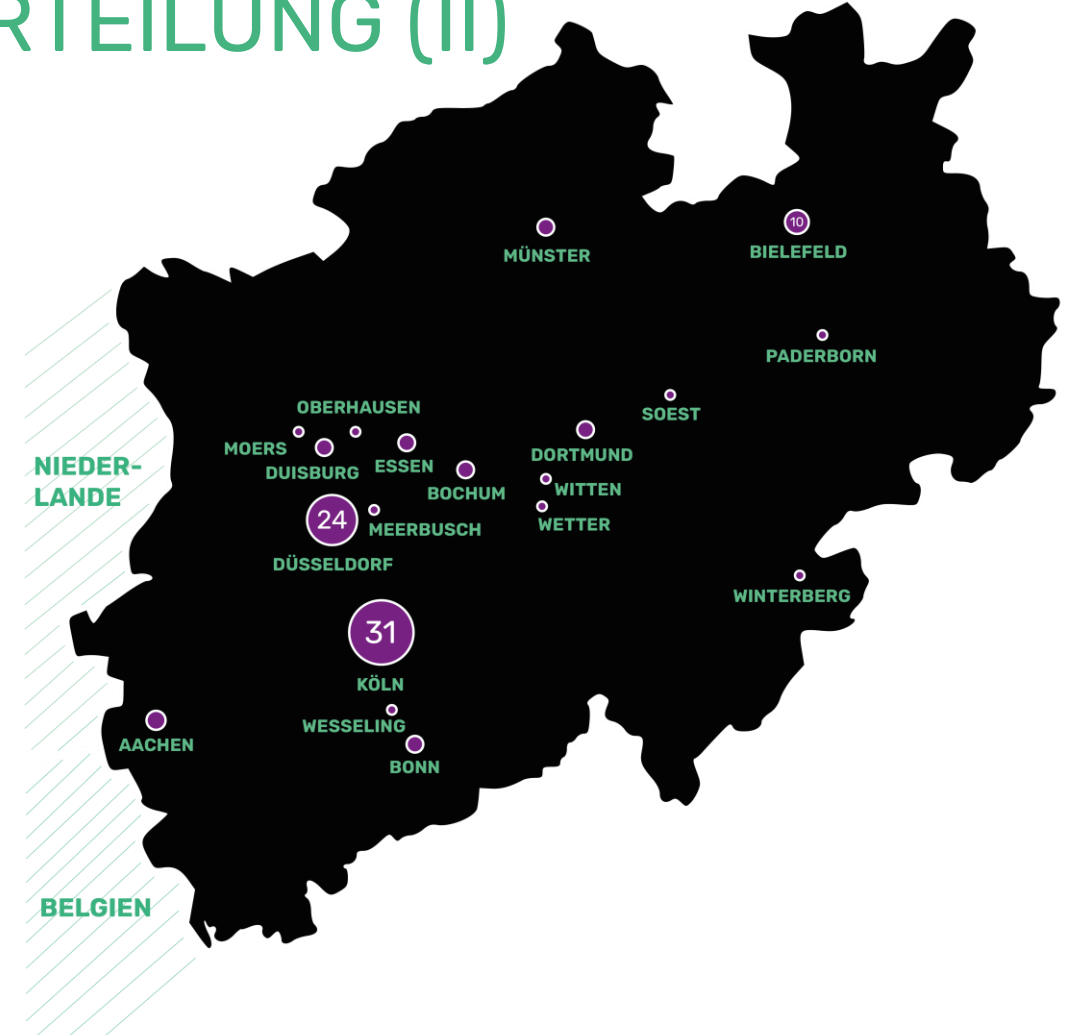 RTEILUNG (II)
MÜNSTER
10
BIELEFELD
PADERBORN
SOEST
OBERHAUSEN
MOERS
DUISBURG
ESSEN
DORTMUND
BOCHUM
WITTEN
WETTER
NIEDER-
LANDE
24
MEERBUSCH
DÜSSELDORF
WINTERBERG
31
KÖLN
WESSELING
AACHEN
BONN
BELGIEN